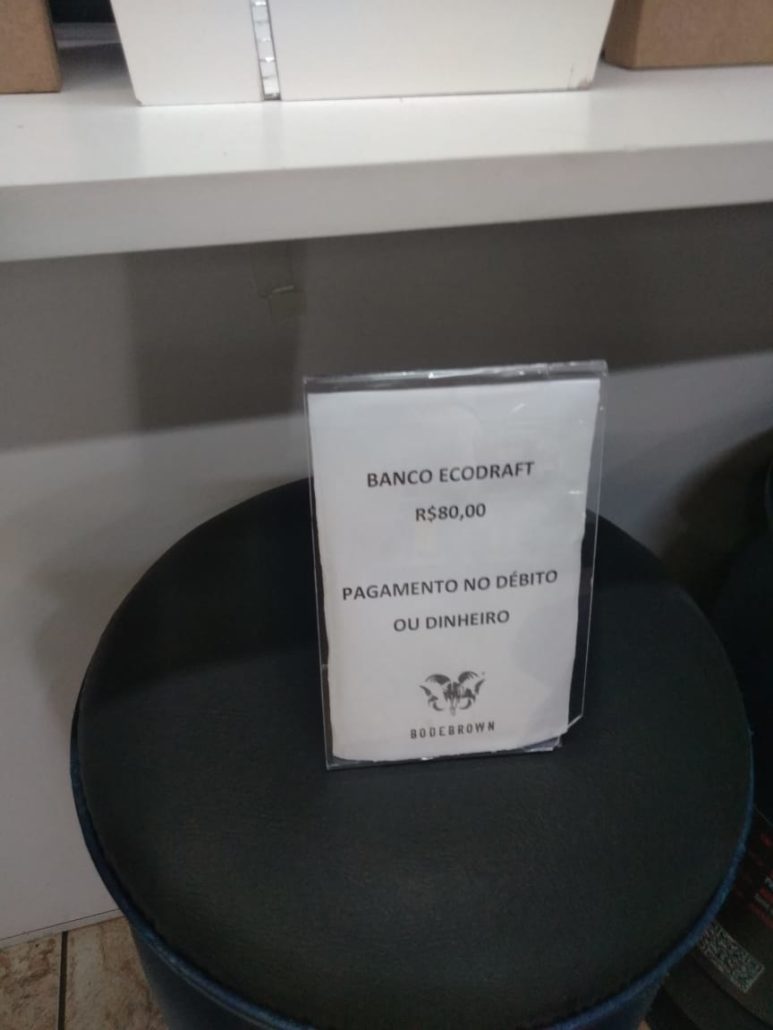 BANCO ECODRAFT
R$80,00
PAGAMENTO NO DÉBITO
OU DINHEIRO
BODEBROWN